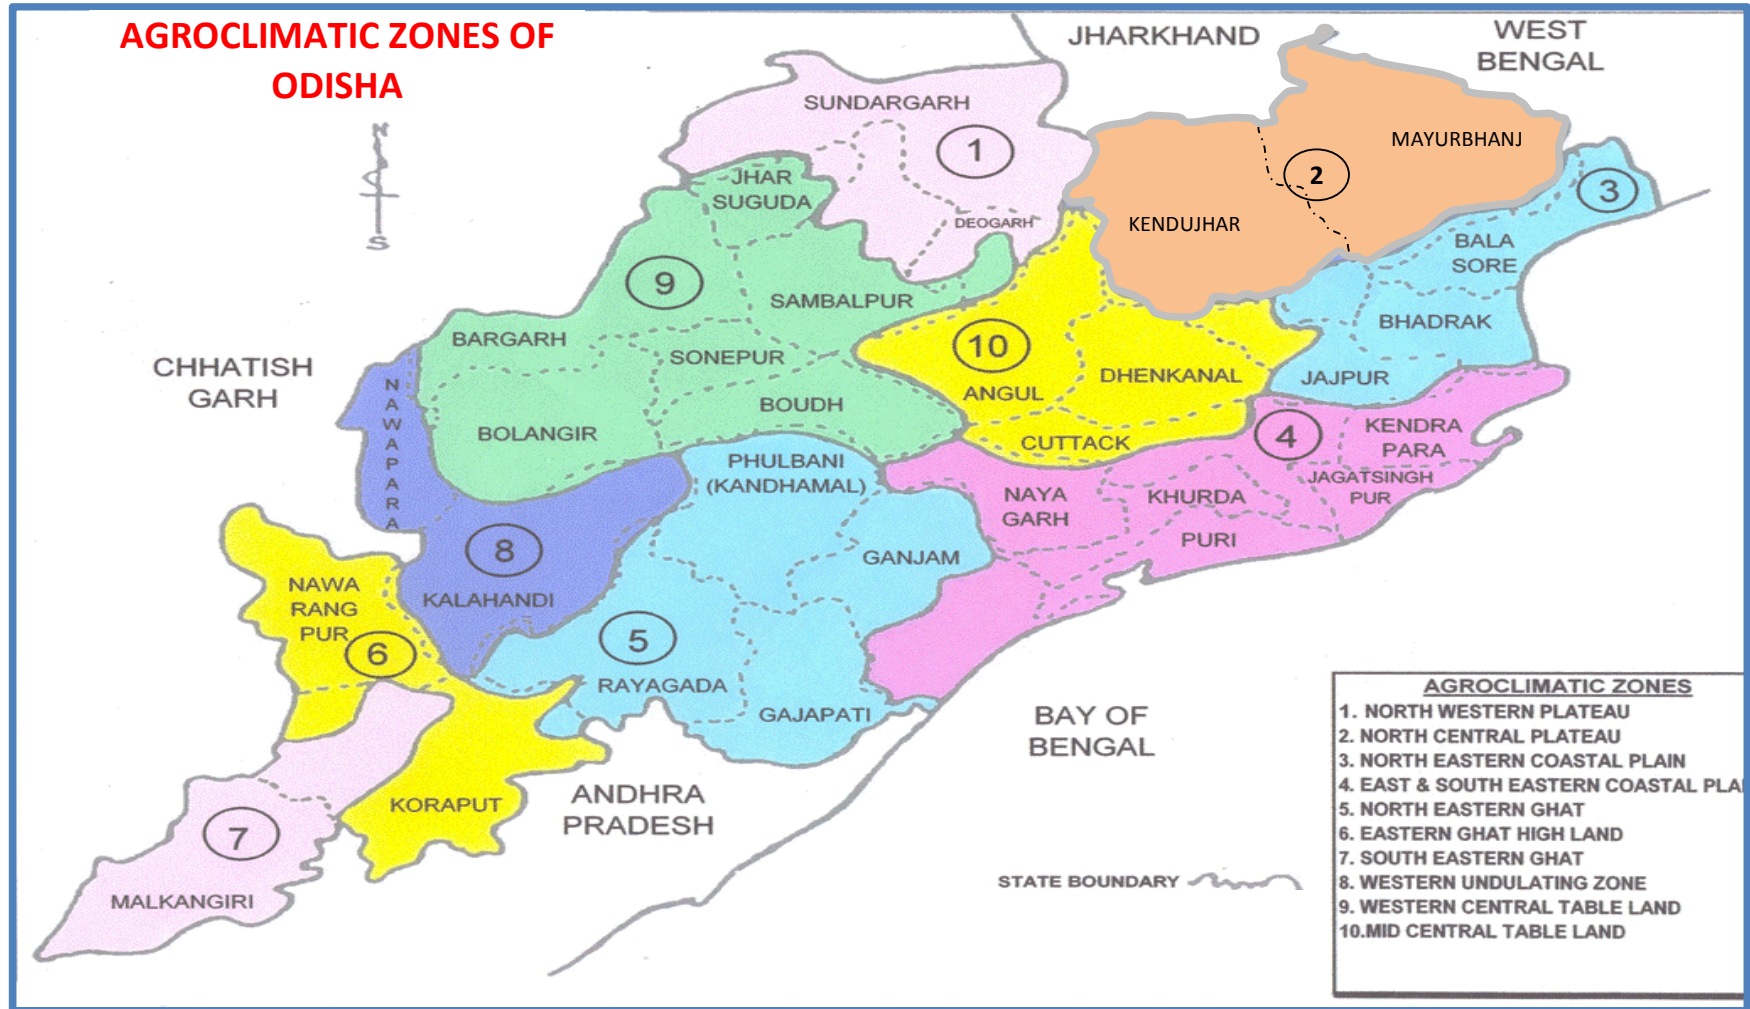 AGROCLIMATIC ZONES OF
ODISHA
JHARKHAND
WEST
BENGAL
N
S
SUNDARGARH
1
MAYURBHANJ
2
3
JHAR
SUGUDA
DEOGARH
KENDUJHAR
BALA
SORE
9
SAMBALPUR
BHADRAK
BARGARH
SONEPUR
10
CHHATISH
GARH
ANGUL
DHENKANAL
JAJPUR
NAWAPARA
BOLANGIR
BOUDH
CUTTACK
4
KENDRA
PARA
PHULBANI
(KANDHAMAL)
NAYA
GARH
KHURDA
JAGATSINGH
PUR
PURI
8
GANJAM
NAWA
RANG
PUR
KALAHANDI
6
5
RAYAGADA
GAJAPATI
BAY OF
BENGAL
KORAPUT
ANDHRA
PRADESH
7
MALKANGIRI
STATE BOUNDARY
AGROCLIMATIC ZONES
1. NORTH WESTERN PLATEAU
2. NORTH CENTRAL PLATEAU
3. NORTH EASTERN COASTAL PLAIN
4. EAST & SOUTH EASTERN COASTAL PLAI
5. NORTH EASTERN GHAT
6. EASTERN GHAT HIGH LAND
7. SOUTH EASTERN GHAT
8. WESTERN UNDULATING ZONE
9. WESTERN CENTRAL TABLE LAND
10.MID CENTRAL TABLE LAND